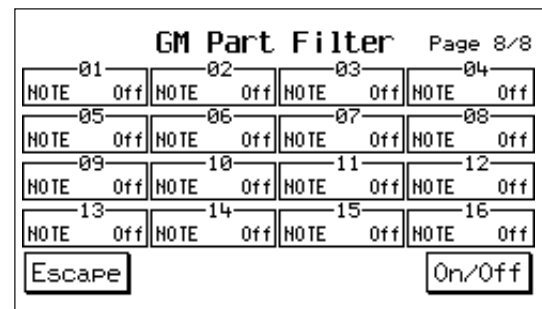 GM Part Filter Page 8/8
01 02 03 04
NOTE Off NOTE Off NOTE Off NOTE Off
05 06 07 08
NOTE Off NOTE Off NOTE Off NOTE Off
09 10 11 12
NOTE Off NOTE Off NOTE Off NOTE Off
13 14 15 16
NOTE Off NOTE Off NOTE Off NOTE Off
Escape On/Off